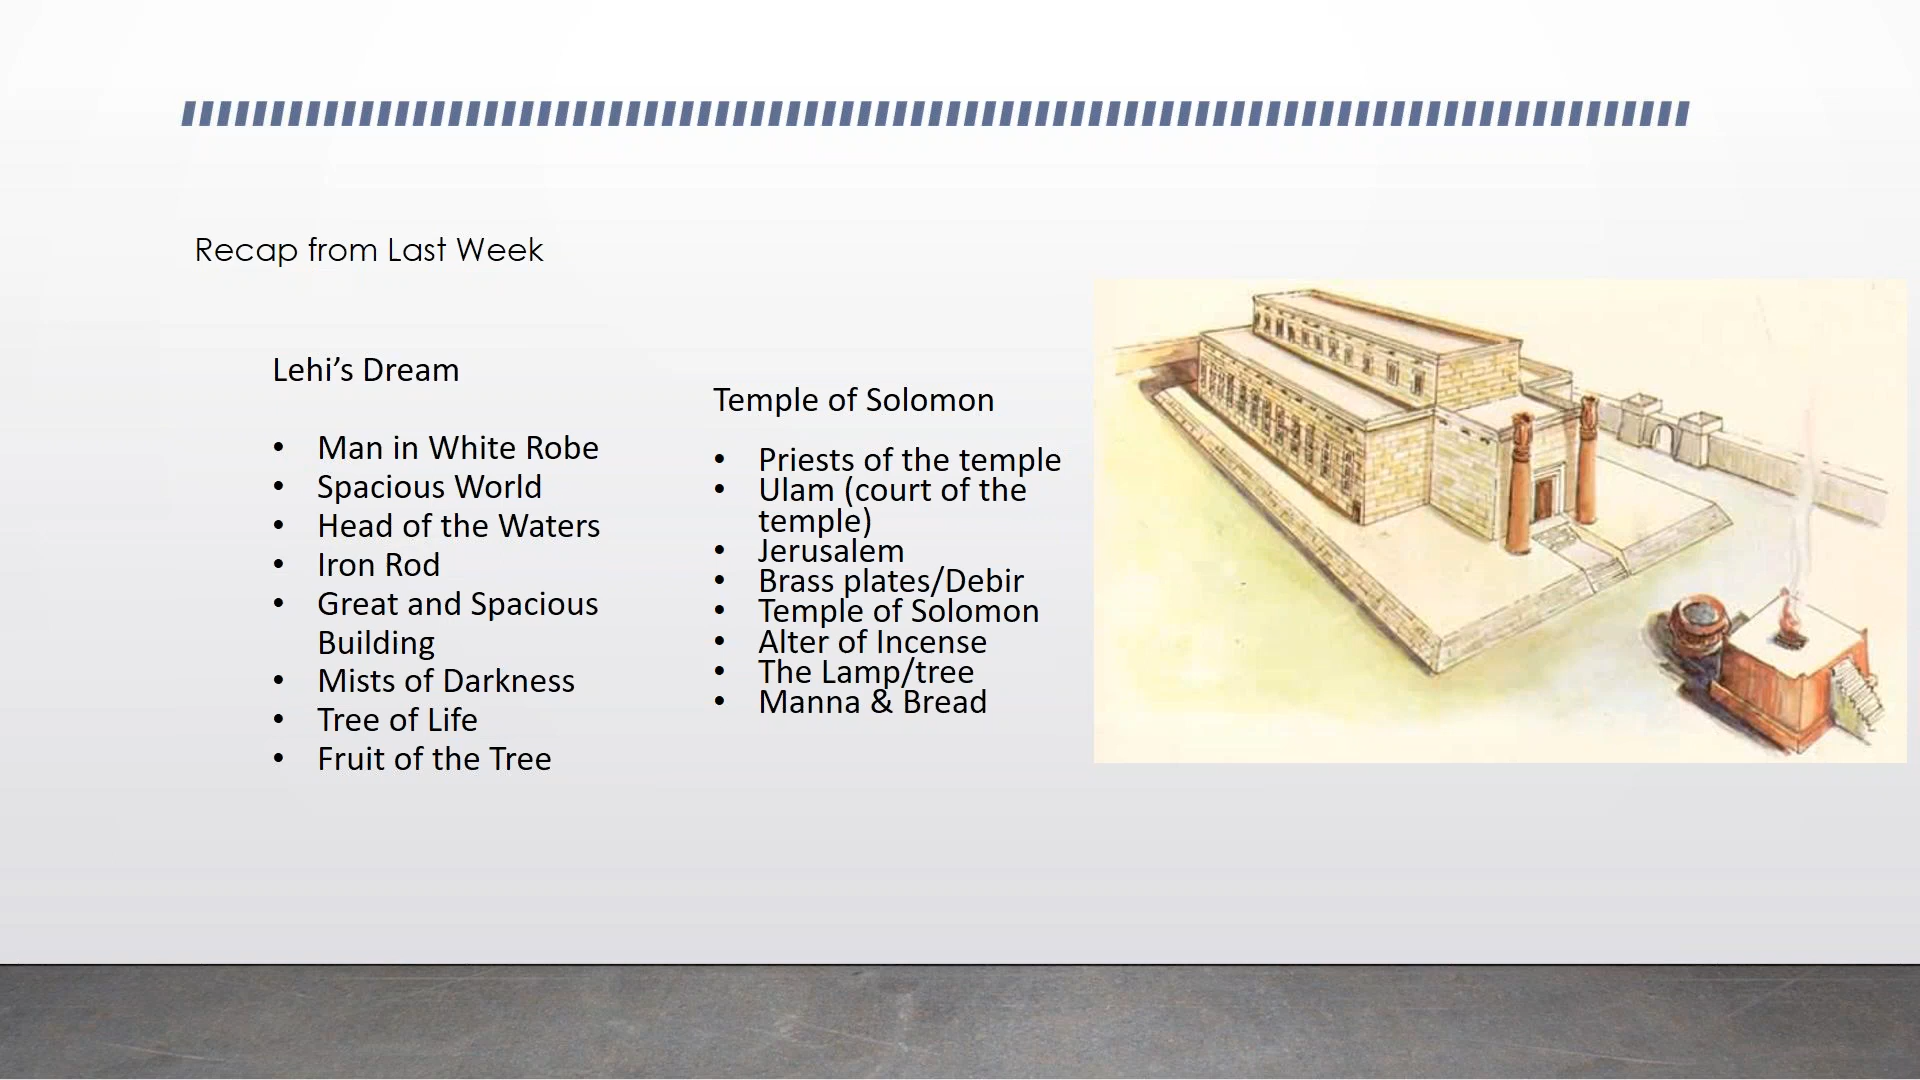 Recap from Last Week
Lehi’s Dream
• Man in White Robe
• Spacious World
• Head of the Waters
• Iron Rod
• Great and Spacious
Building
• Mists of Darkness
• Tree of Life
• Fruit of the Tree
Temple of Solomon
• Priests of the temple
• Ulam (court of the
temple)
• Jerusalem
• Brass plates/Debir
• Temple of Solomon
• Alter of Incense
• The Lamp/tree
• Manna & Bread